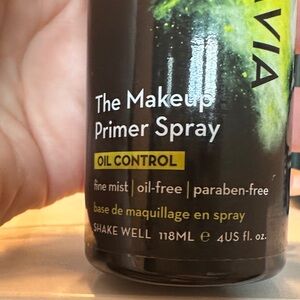 AVIA
The Makeup
Primer Spray
OIL CONTROL
fine mist | oil-free | paraben-free
base de maquillage en spray
SHAKE WELL 118ML e 4US fl. oz.